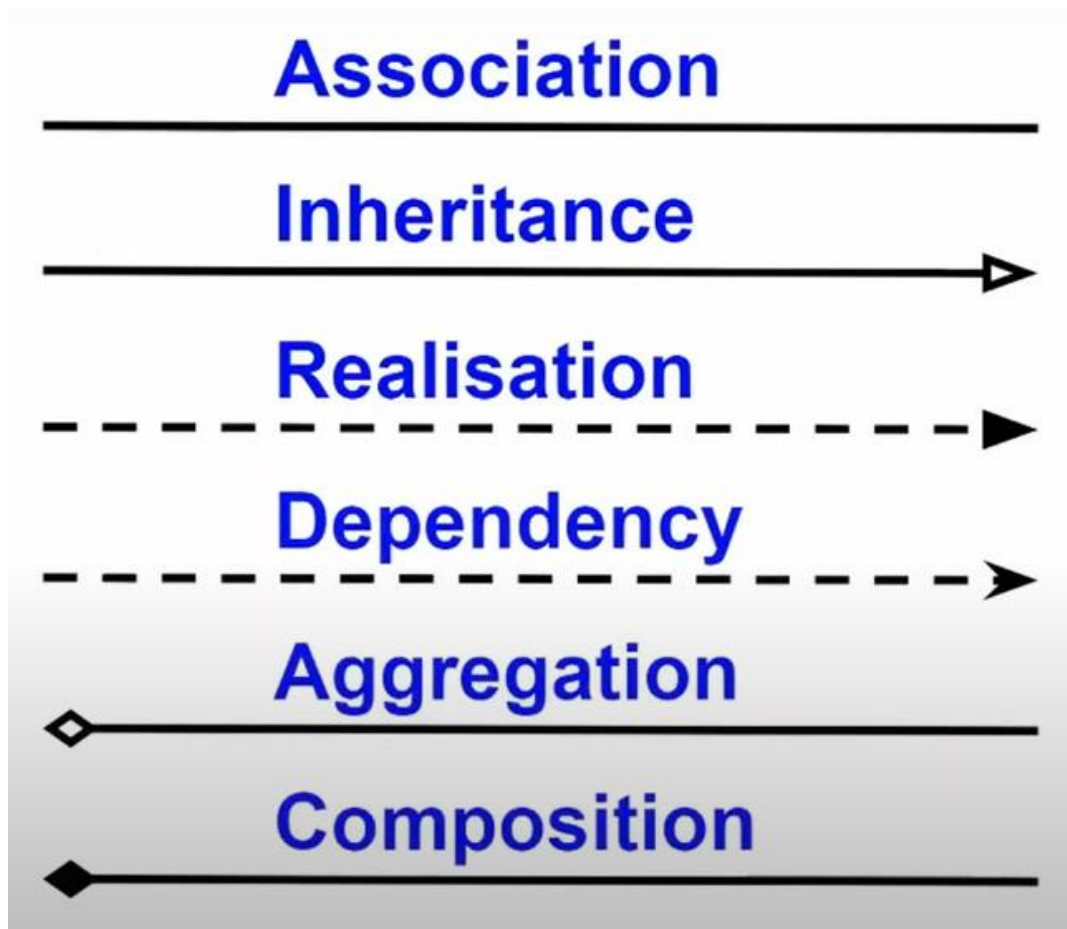 Association
Inheritance
Realisation
Dependency
Aggregation
Composition